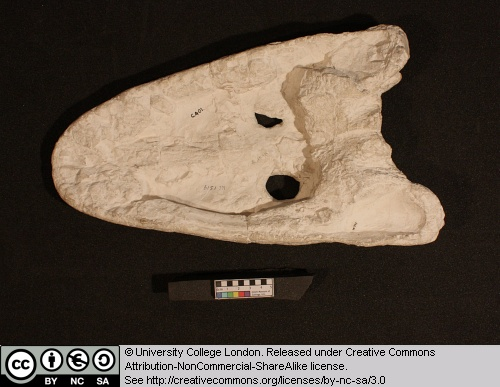 © University College London. Released under Creative Commons
Attribution-NonCommercial-ShareAlike license.
See http://creativecommons.org/licenses/by-nc-sa/3.0
cc
BY NC SA